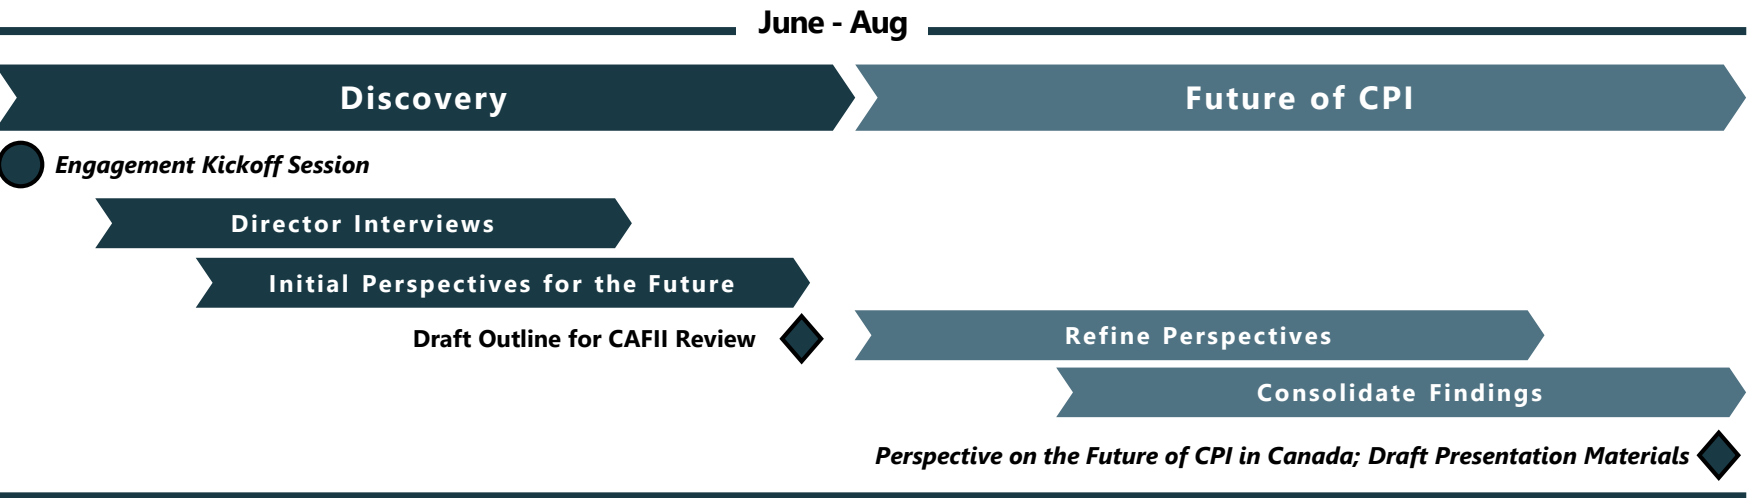 June - Aug
Discovery
Future of CPI
Engagement Kickoff Session
Director Interviews
Initial Perspectives for the Future
Draft Outline for CAFII Review
Refine Perspectives
Consolidate Findings
Perspective on the Future of CPI in Canada; Draft Presentation Materials